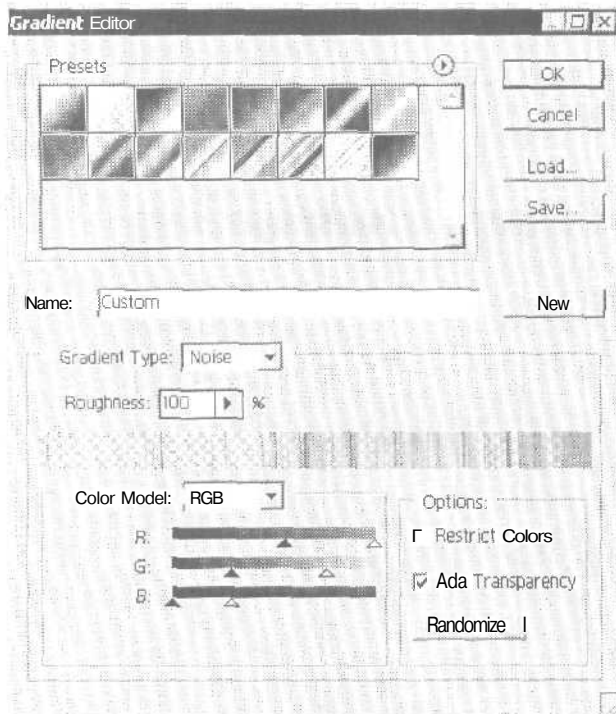 Gradient Editor
Presets
OK
Cancel
Load...
Save...
Name: Custom
New
Gradient Type: Noise
Roughness: 100 %
Color Model: RGB
R:
G:
B:
Options:
Restrict Colors
Ada Transparency
Randomize